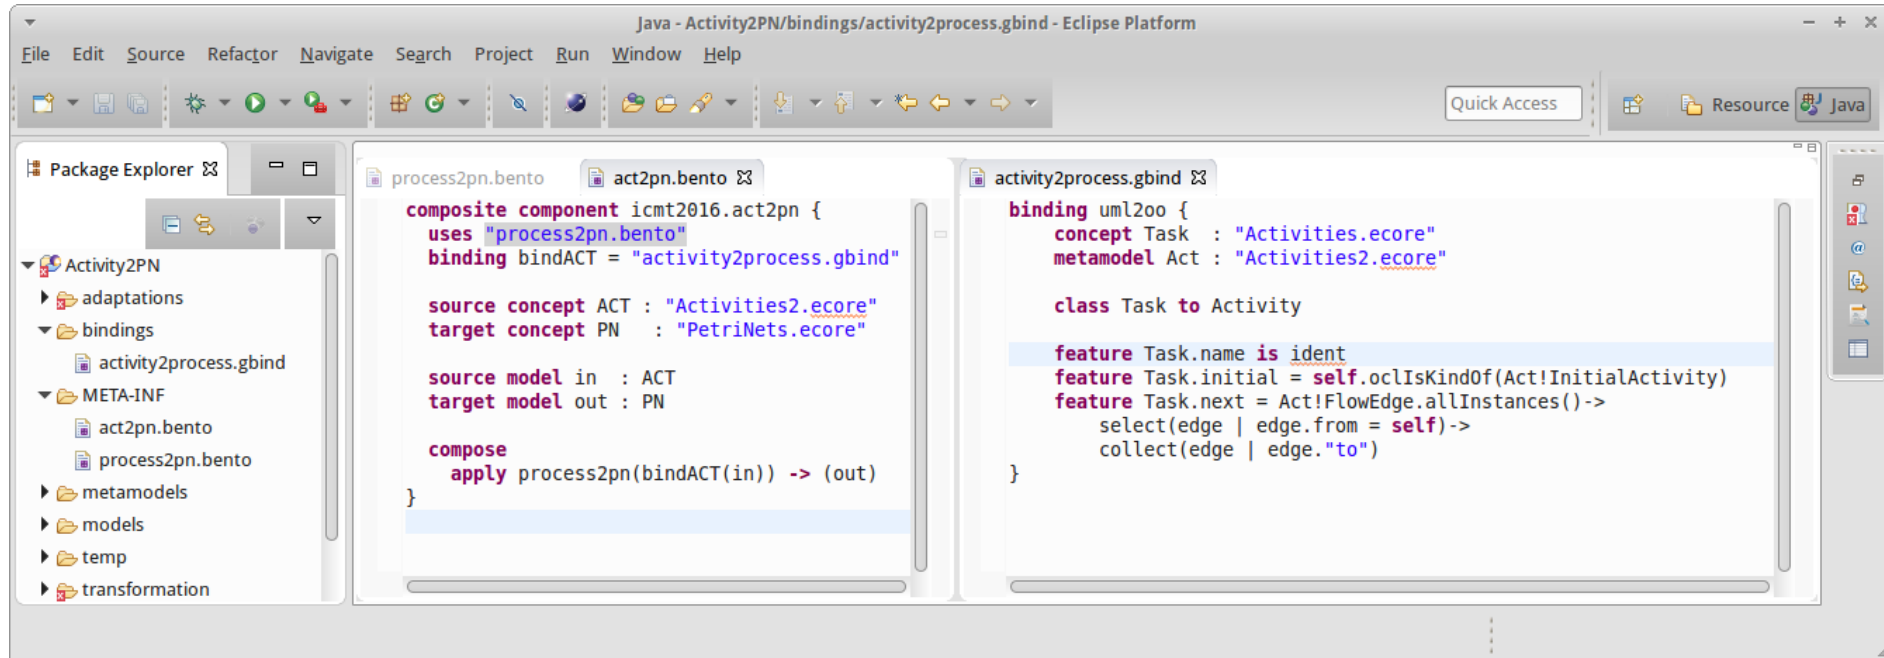 Java - Activity2PN/bindings/activity2process.gbind - Eclipse Platform
File Edit Source Refactor Navigate Search Project Run Window Help
Quick Access
Resource
Java
Package Explorer
Activity2PN
adaptations
bindings
activity2process.gbind
META-INF
act2pn.bento
process2pn.bento
metamodels
models
temp
transformation
process2pn.bento
act2pn.bento
composite component icmt2016.act2pn {
uses "process2pn.bento"
binding bindACT = "activity2process.gbind"
source concept ACT : "Activities2.ecore"
target concept PN : "PetriNets.ecore"
source model in : ACT
target model out : PN
compose
apply process2pn(bindACT(in)) -> (out)
}
activity2process.gbind
binding uml2oo {
concept Task : "Activities.ecore"
metamodel Act : "Activities2.ecore"
class Task to Activity
feature Task.name is ident
feature Task.initial = self.oclIsKindOf(Act!InitialActivity)
feature Task.next = Act!FlowEdge.allInstances()->
select(edge | edge.from = self)->
collect(edge | edge."to")
}